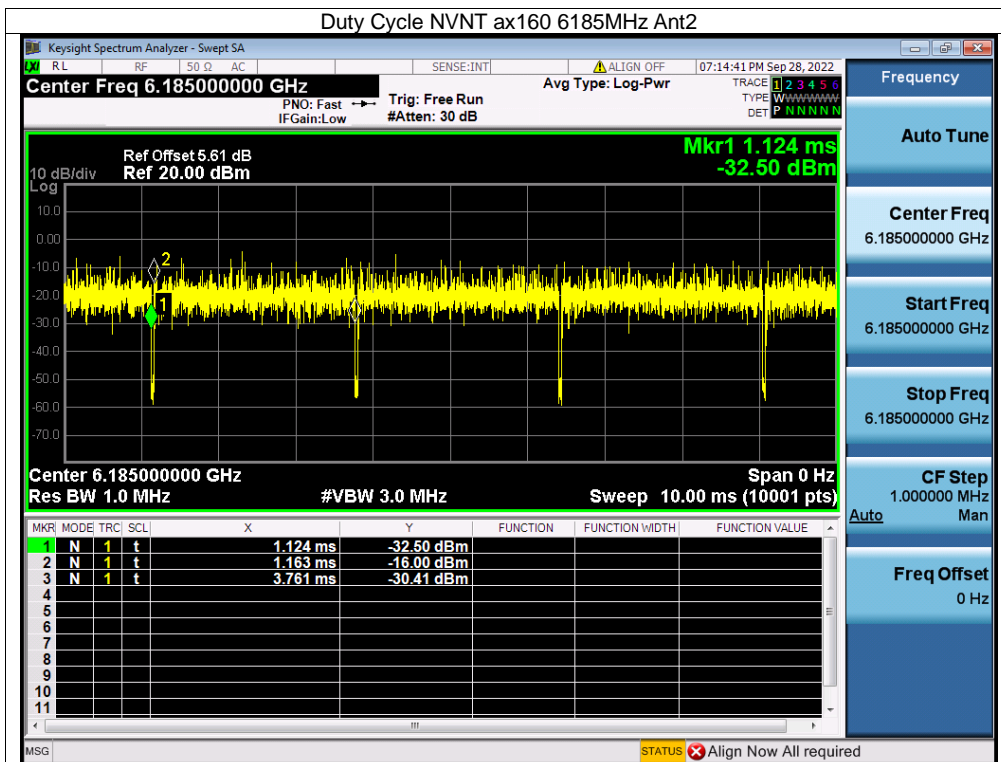 Duty Cycle NVNT ax160 6185MHz Ant2
Keysight Spectrum Analyzer - Swept SA
LXI RL RF 50 Ω AC SENSE:INT ALIGN OFF 07:14:41 PM Sep 28, 2022
Center Freq 6.185000000 GHz Avg Type: Log-Pwr TRACE 1 2 3 4 5 6
PNO: Fast Trig: Free Run TYPE WWWWWWW
IFGain:Low #Atten: 30 dB DET P N N N N N
Mkr1 1.124 ms
-32.50 dBm
Ref Offset 5.61 dB
10 dB/div Ref 20.00 dBm
Log
10.0
0.00
-10.0
-20.0
-30.0
-40.0
-50.0
-60.0
-70.0
2
1
Center 6.185000000 GHz Span 0 Hz
Res BW 1.0 MHz #VBW 3.0 MHz Sweep 10.00 ms (10001 pts)
MKR MODE TRC SCL X Y FUNCTION FUNCTION WIDTH FUNCTION VALUE
1 N 1 t 1.124 ms -32.50 dBm
2 N 1 t 1.163 ms -16.00 dBm
3 N 1 t 3.761 ms -30.41 dBm
4
5
6
7
8
9
10
11
MSG STATUS Align Now All required
Frequency
Auto Tune
Center Freq
6.185000000 GHz
Start Freq
6.185000000 GHz
Stop Freq
6.185000000 GHz
CF Step
1.000000 MHz
Auto Man
Freq Offset
0 Hz